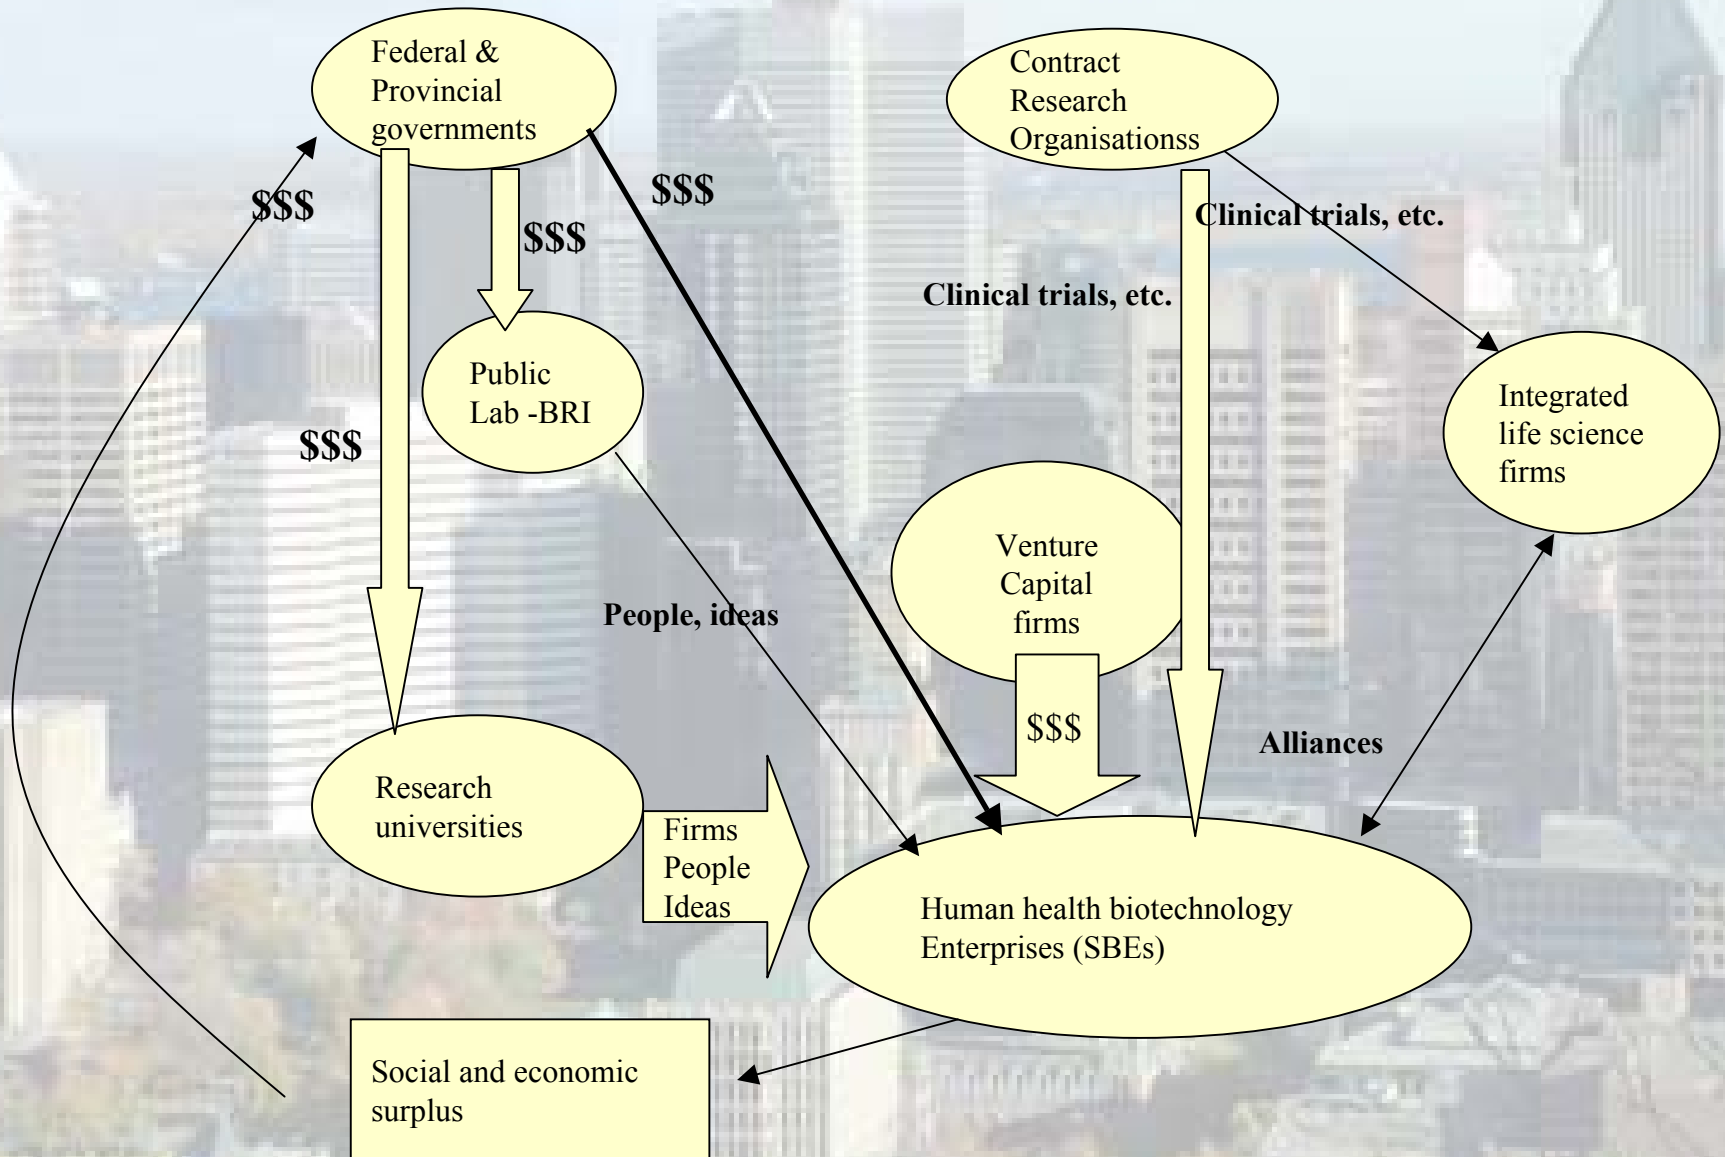 Federal &
Provincial
governments
Contract
Research
Organisationss
$$$
$$$
$$$
Clinical trials, etc.
Clinical trials, etc.
Public
Lab -BRI
Integrated
life science
firms
$$$
Venture
Capital
firms
People, ideas
$$$
Alliances
Research
universities
Firms
People
Ideas
Human health biotechnology
Enterprises (SBEs)
Social and economic
surplus